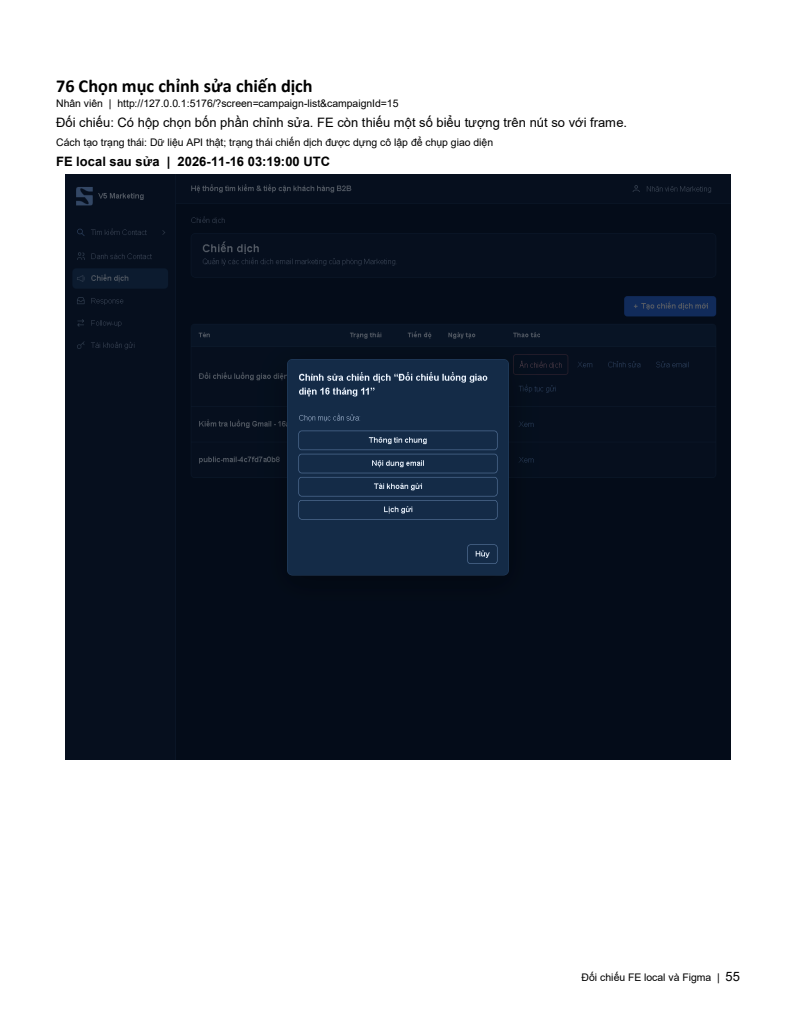 76 Chọn mục chỉnh sửa chiến dịch
Nhân viên | http://127.0.0.1:5176/?screen=campaign-list&campaignId=15
Đối chiếu: Có hộp chọn bốn phần chỉnh sửa. FE còn thiếu một số biểu tượng trên nút so với frame.
Cách tạo trạng thái: Dữ liệu API thật; trạng thái chiến dịch được dựng cô lập để chụp giao diện
FE local sau sửa | 2026-11-16 03:19:00 UTC
V5 Marketing
Hệ thống tìm kiếm & tiếp cận khách hàng B2B
Nhân viên Marketing
Tìm kiếm Contact
Danh sách Contact
Chiến dịch
Response
Follow-up
Tài khoản gửi
Chiến dịch
Chiến dịch
Quản lý các chiến dịch email marketing của phòng Marketing.
+ Tạo chiến dịch mới
Tên Trạng thái Tiến độ Ngày tạo Thao tác
Đối chiếu luồng giao diện
Ẩn chiến dịch Xem Chỉnh sửa Sửa email
Tiếp tục gửi
Kiểm tra luồng Gmail - 16
Xem
public-mail-4c7fd7a0b8
Xem
Chỉnh sửa chiến dịch “Đối chiếu luồng giao
diện 16 tháng 11”
Chọn mục cần sửa:
Thông tin chung
Nội dung email
Tài khoản gửi
Lịch gửi
Hủy
Đối chiếu FE local và Figma | 55